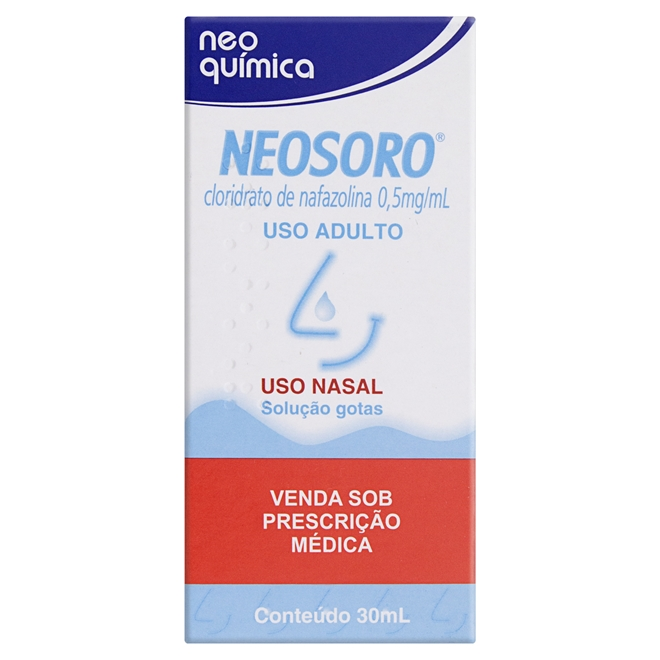 neo
química
NEOSORO®
cloridrato de nafazolina 0,5mg/mL
USO ADULTO
USO NASAL
Solução gotas
VENDA SOB
PRESCRIÇÃO
MÉDICA
Conteúdo 30mL